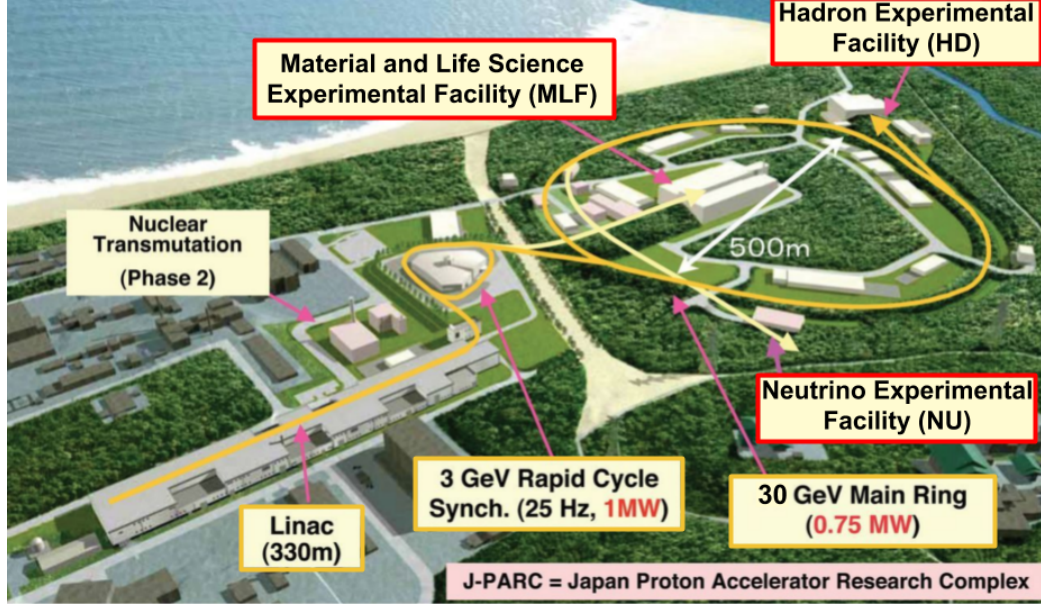 Hadron Experimental
Facility (HD)
Material and Life Science
Experimental Facility (MLF)
Nuclear
Transmutation
(Phase 2)
500m
Neutrino Experimental
Facility (NU)
3 GeV Rapid Cycle
Synch. (25 Hz, 1MW)
30 GeV Main Ring
(0.75 MW)
Linac
(330m)
J-PARC = Japan Proton Accelerator Research Complex